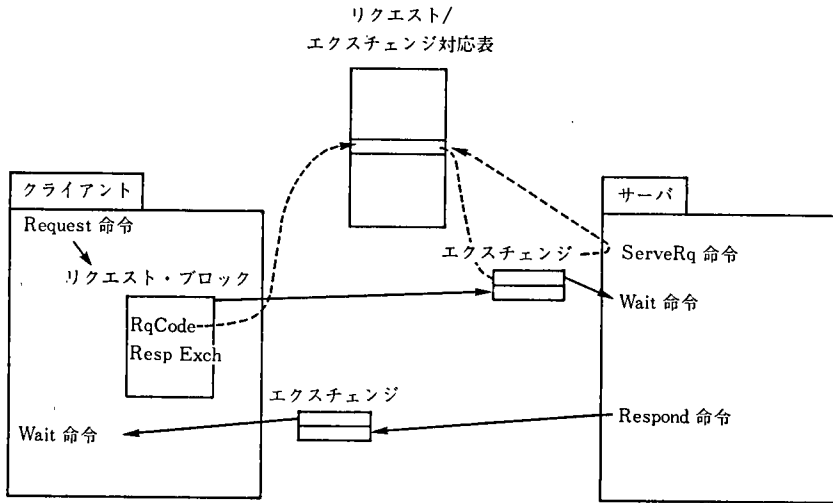 リクエスト/
エクスチェンジ対応表
クライアント
Request 命令
リクエスト・ブロック
RqCode
Resp Exch
Wait 命令
エクスチェンジ
エクスチェンジ
サーバ
ServeRq 命令
Wait 命令
Respond 命令